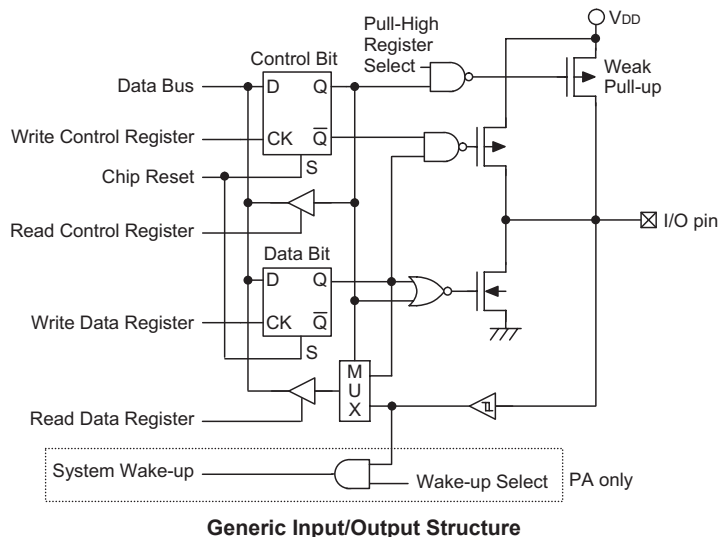 VDD
Pull-High
Register
Select
Control Bit
Weak
Pull-up
Data Bus
D
Q
Write Control Register
CK
Q
S
Chip Reset
I/O pin
Read Control Register
Data Bit
D
Q
Write Data Register
CK
Q
S
M
U
X
Read Data Register
System Wake-up
Wake-up Select
PA only
Generic Input/Output Structure